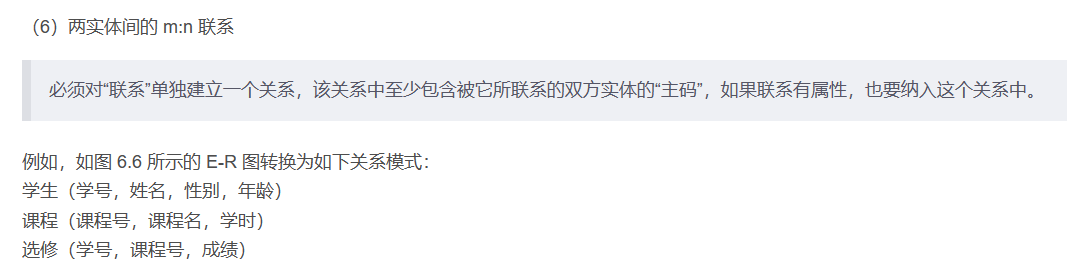 （6）两实体间的 m:n 联系
必须对“联系”单独建立一个关系，该关系中至少包含被它所联系的双方实体的“主码”，如果联系有属性，也要纳入这个关系中。
例如，如图 6.6 所示的 E-R 图转换为如下关系模式：
学生（学号，姓名，性别，年龄）
课程（课程号，课程名，学时）
选修（学号，课程号，成绩）